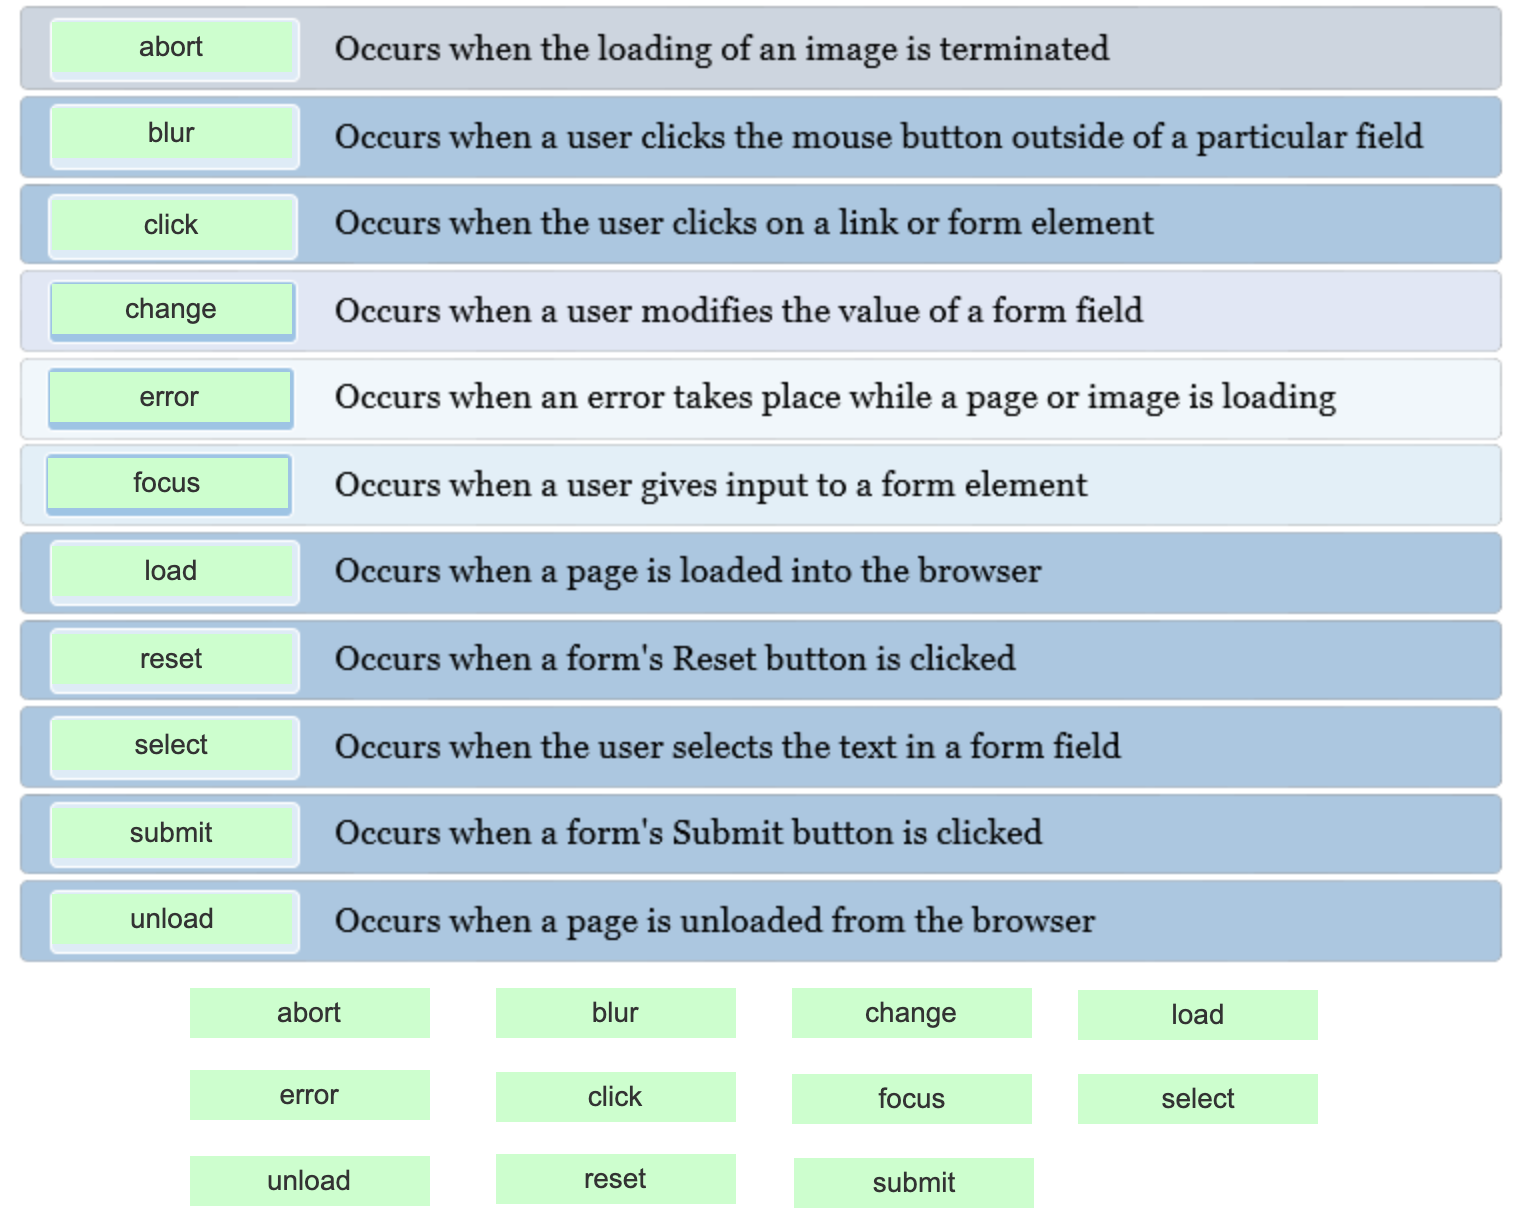 abort Occurs when the loading of an image is terminated
blur Occurs when a user clicks the mouse button outside of a particular field
click Occurs when the user clicks on a link or form element
change Occurs when a user modifies the value of a form field
error Occurs when an error takes place while a page or image is loading
focus Occurs when a user gives input to a form element
load Occurs when a page is loaded into the browser
reset Occurs when a form's Reset button is clicked
select Occurs when the user selects the text in a form field
submit Occurs when a form's Submit button is clicked
unload Occurs when a page is unloaded from the browser
abort blur change load
error click focus select
unload reset submit